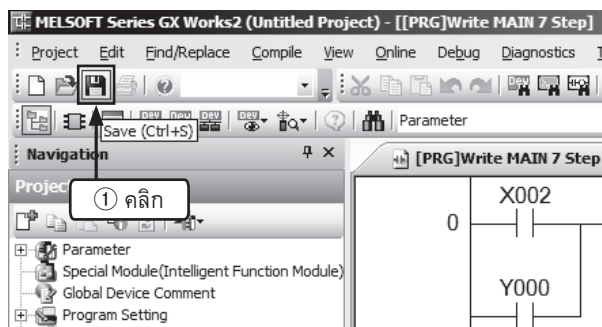 MELSOFT Series GX Works2 (Untitled Project) - [[PRG]Write MAIN 7 Step]
Project Edit Find/Replace Compile View Online Debug Diagnostics
Parameter
Save (Ctrl+S)
Navigation
[PRG]Write MAIN 7 Step
① คลิก
X002
0
Parameter
Special Module(Intelligent Function Module)
Global Device Comment
Y000
Program Setting